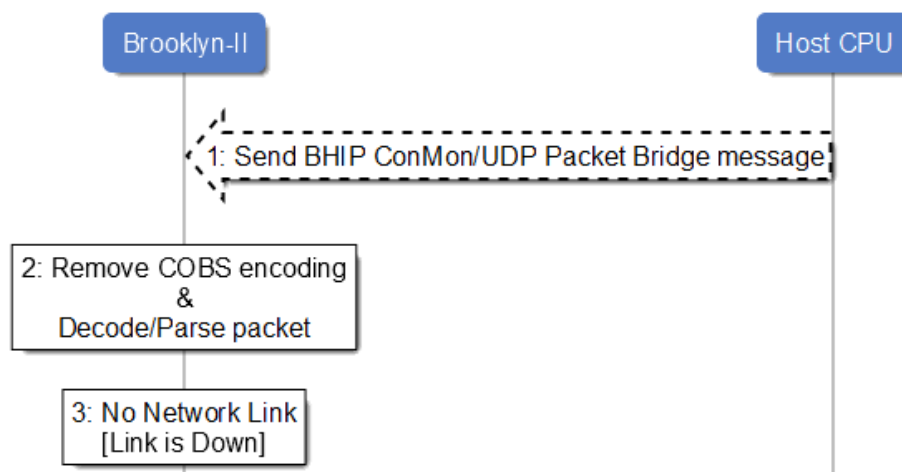 Brooklyn-II
Host CPU
1: Send BHIP ConMon/UDP Packet Bridge message
2: Remove COBS encoding
&
Decode/Parse packet
3: No Network Link
[Link is Down]